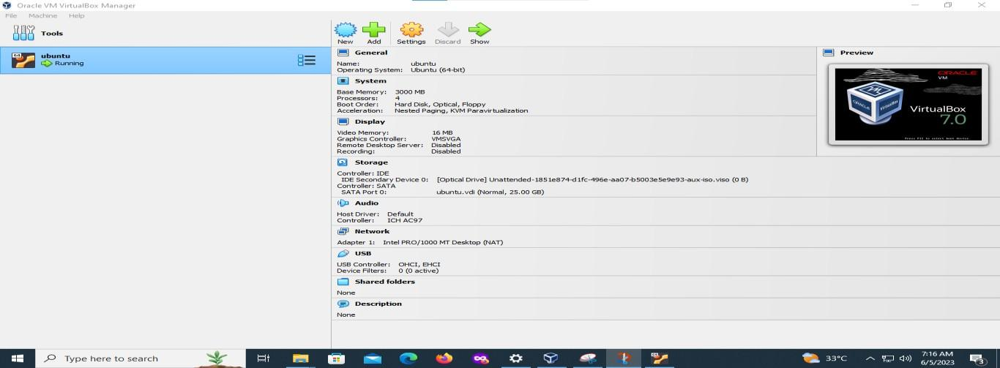 Oracle VM VirtualBox Manager
File Machine Help
Tools
New Add Settings Discard Show
64
ubuntu
Running
General
Name: ubuntu
Operating System: Ubuntu (64-bit)
System
Base Memory: 3000 MB
Processors: 4
Boot Order: Hard Disk, Optical, Floppy
Acceleration: Nested Paging, KVM Paravirtualization
Display
Video Memory: 16 MB
Graphics Controller: VMSVGA
Remote Desktop Server: Disabled
Recording: Disabled
Storage
Controller: IDE
IDE Secondary Device 0: [Optical Drive] Unattended-1851e874-d1fc-496e-aa07-b5003e5e9e93-aux-iso.viso (0 B)
Controller: SATA
SATA Port 0: ubuntu.vdi (Normal, 25.00 GB)
Audio
Host Driver: Default
Controller: ICH AC97
Network
Adapter 1: Intel PRO/1000 MT Desktop (NAT)
USB
USB Controller: OHCI, EHCI
Device Filters: 0 (0 active)
Shared folders
None
Description
None
Preview
ORACLE
VM
VirtualBox
7.0
Press F12 to select boot device.
Type here to search
33°C
7:16 AM
6/5/2023
3